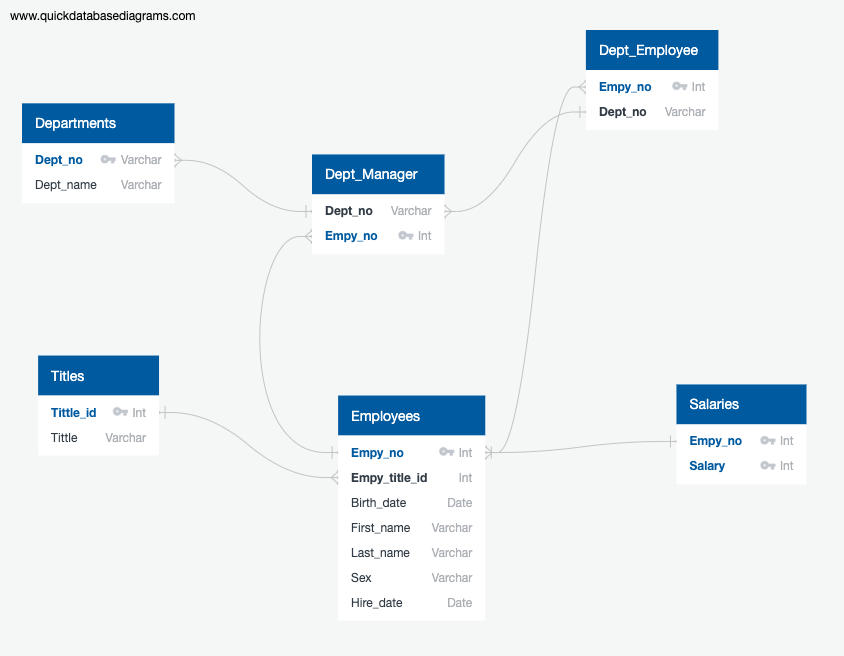 www.quickdatabasediagrams.com
Dept_Employee
Empy_no Int
Dept_no Varchar
Departments
Dept_no Varchar
Dept_name Varchar
Dept_Manager
Dept_no Varchar
Empy_no Int
Titles
Tittle_id Int
Tittle Varchar
Employees
Empy_no Int
Empy_title_id Int
Birth_date Date
First_name Varchar
Last_name Varchar
Sex Varchar
Hire_date Date
Salaries
Empy_no Int
Salary Int